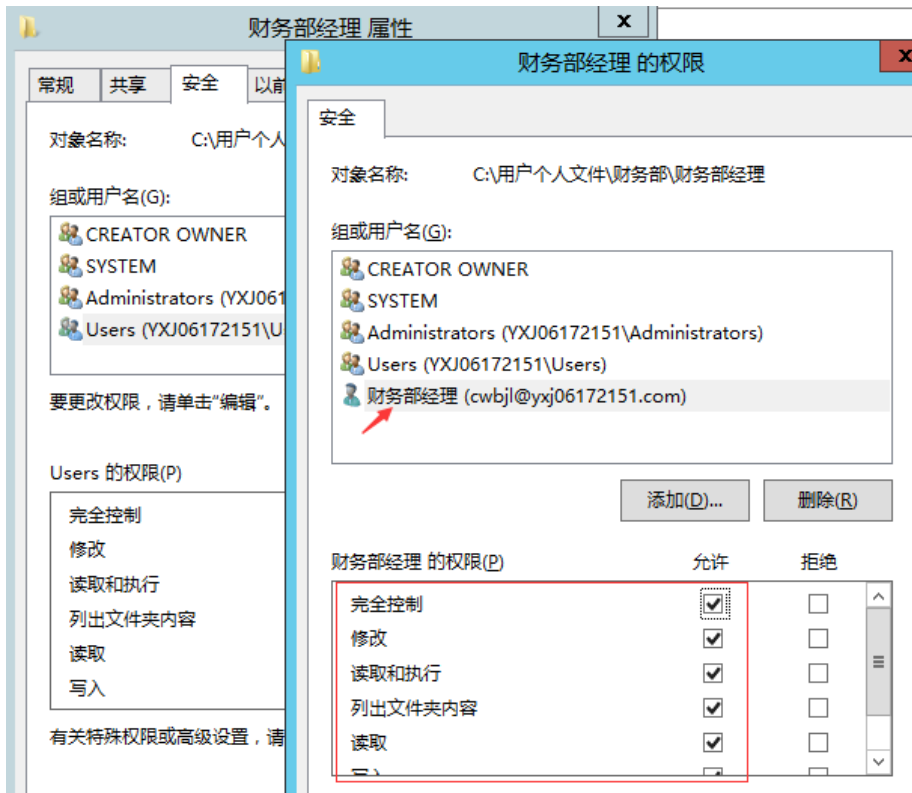 财务部经理 属性
x
常规
共享
安全
以前
对象名称:
C:\用户个人
组或用户名(G):
CREATOR OWNER
SYSTEM
Administrators (YXJ061
Users (YXJ06172151\U
要更改权限，请单击“编辑”。
Users 的权限(P)
完全控制
修改
读取和执行
列出文件夹内容
读取
写入
有关特殊权限或高级设置，请
财务部经理 的权限
x
安全
对象名称:
C:\用户个人文件\财务部\财务部经理
组或用户名(G):
CREATOR OWNER
SYSTEM
Administrators (YXJ06172151\Administrators)
Users (YXJ06172151\Users)
财务部经理 (cwbjl@yxj06172151.com)
添加(D)...
删除(R)
财务部经理 的权限(P)
允许
拒绝
完全控制
修改
读取和执行
列出文件夹内容
读取